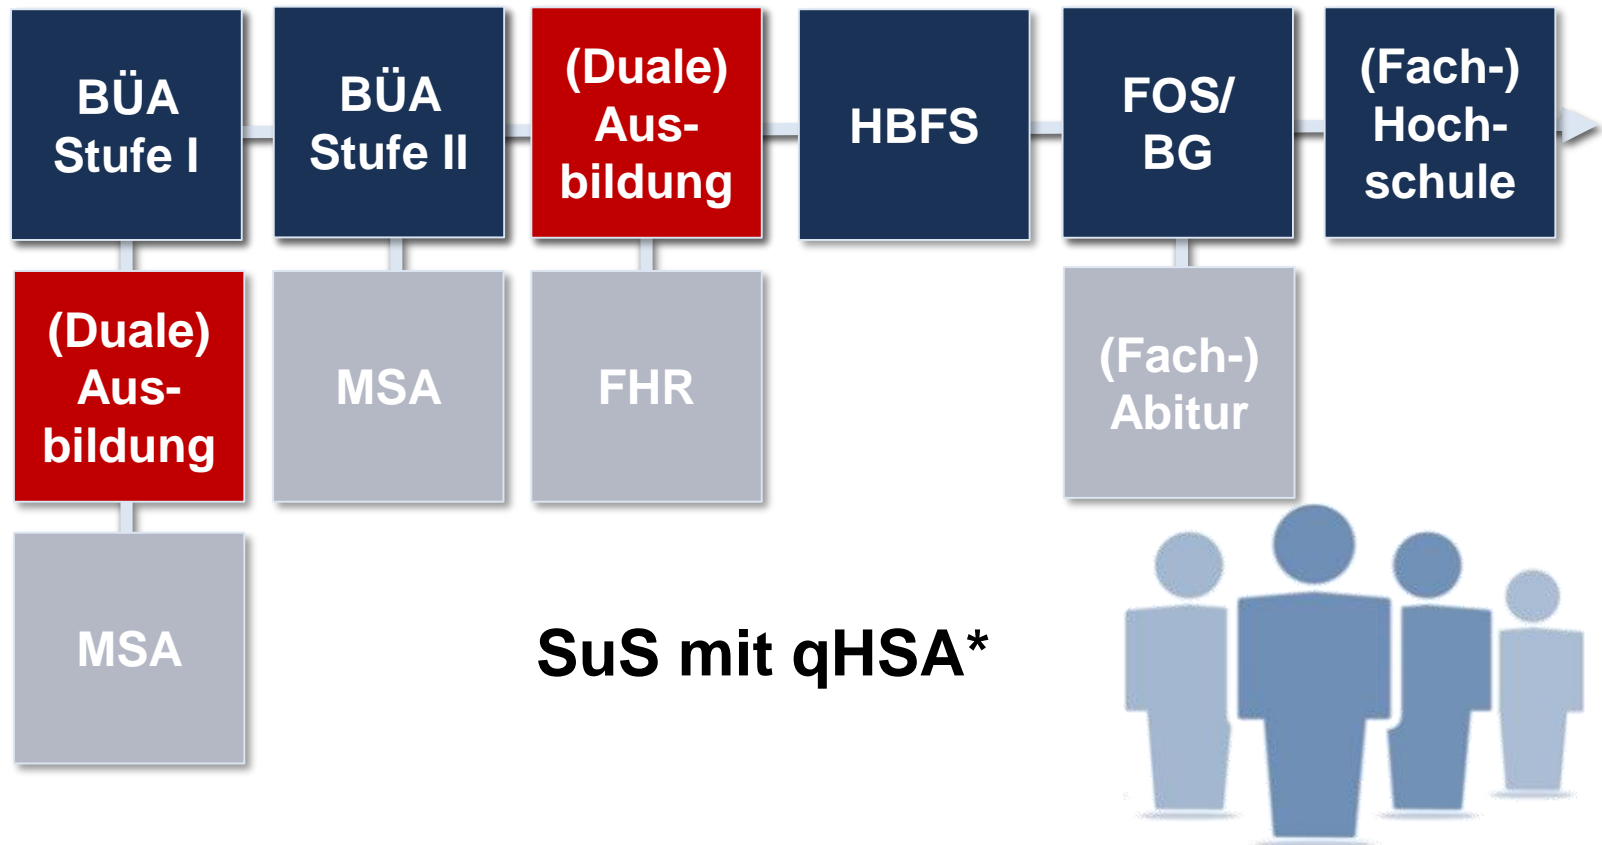 BÜA
Stufe I
BÜA
Stufe II
(Duale)
Aus-
bildung
HBFS
FOS/
BG
(Fach-)
Hoch-
schule
(Duale)
Aus-
bildung
MSA
FHR
(Fach-)
Abitur
MSA
SuS mit qHSA*